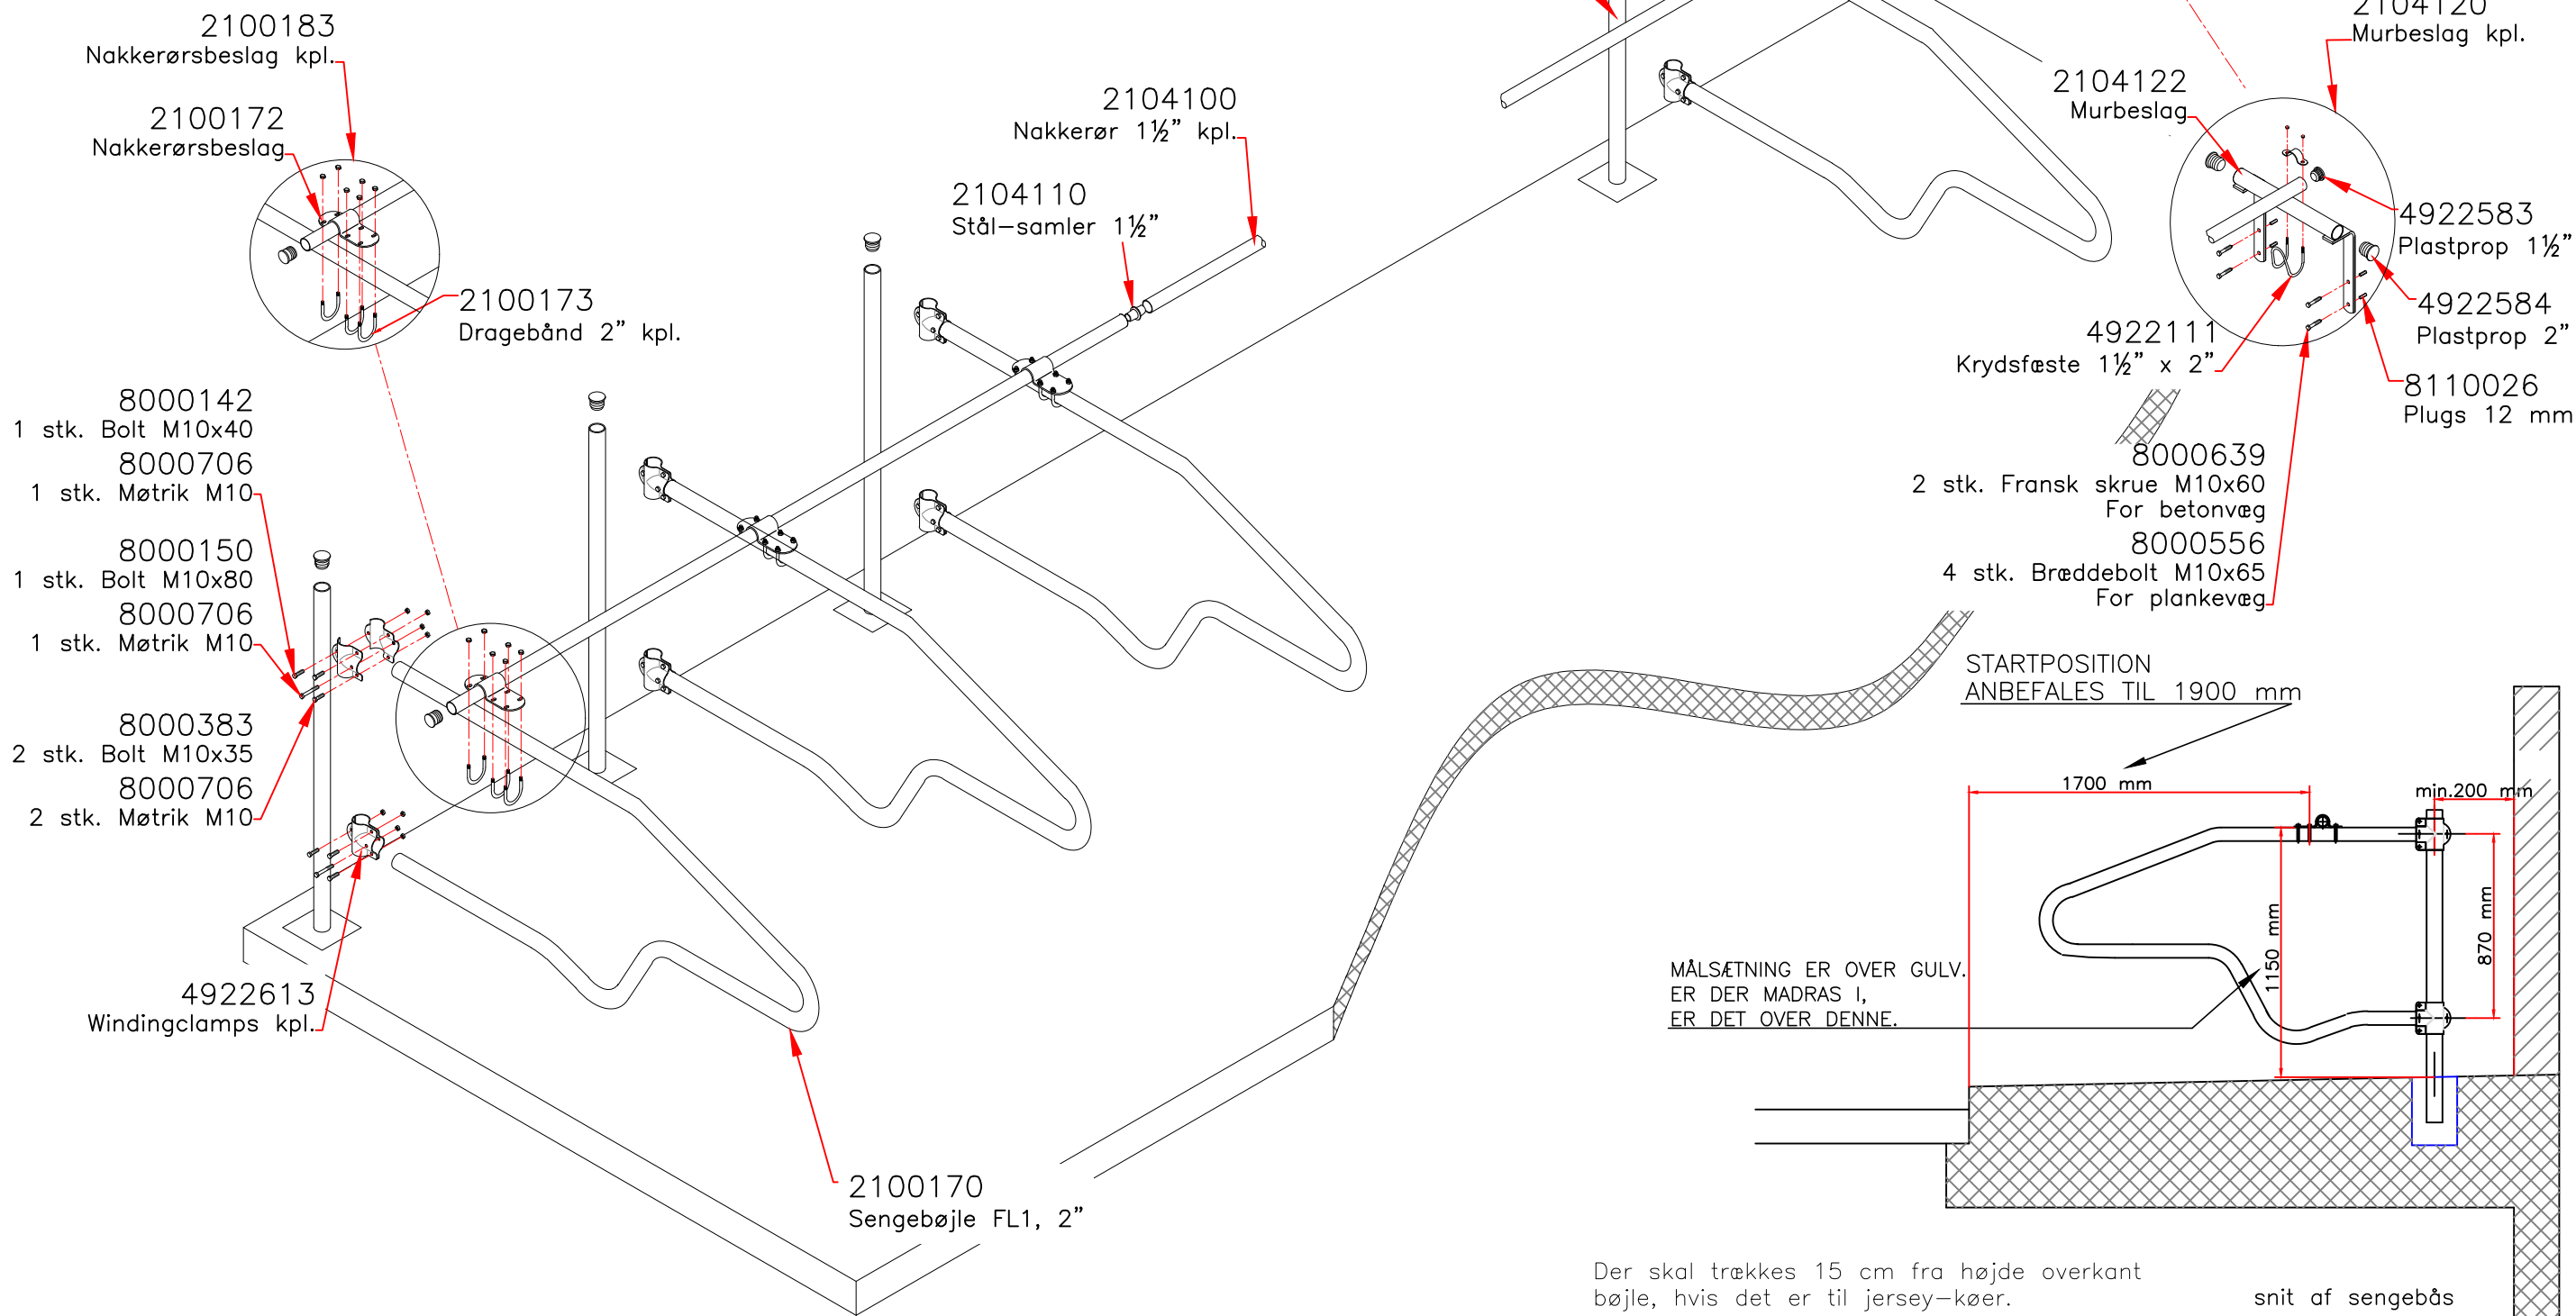 2100183
Nakkerørsbeslag kpl.
2100172
Nakkerørsbeslag
2100173
Dragebånd 2” kpl.
2104100
Nakkerør 1½” kpl.
2104110
Stål-samler 1½”
2104120
Murbeslag kpl.
2104122
Murbeslag
4922583
Plastprop 1½”
4922584
Plastprop 2”
4922111
Krydsfæste 1½” x 2”
8110026
Plugs 12 mm
8000639
2 stk. Fransk skrue M10x60
For betonvæg
8000556
4 stk. Bræddebolt M10x65
For plankevæg
8000142
1 stk. Bolt M10x40
8000706
1 stk. Møtrik M10
8000150
1 stk. Bolt M10x80
8000706
1 stk. Møtrik M10
8000383
2 stk. Bolt M10x35
8000706
2 stk. Møtrik M10
4922613
Windingclamps kpl.
2100170
Sengebøjle FL1, 2”
STARTPOSITION
ANBEFALES TIL 1900 mm
1700 mm
min.200 mm
1150 mm
870 mm
MÅLSÆTNING ER OVER GULV.
ER DER MADRAS I,
ER DET OVER DENNE.
Der skal trækkes 15 cm fra højde overkant
bøjle, hvis det er til jersey-køer.
snit af sengebås